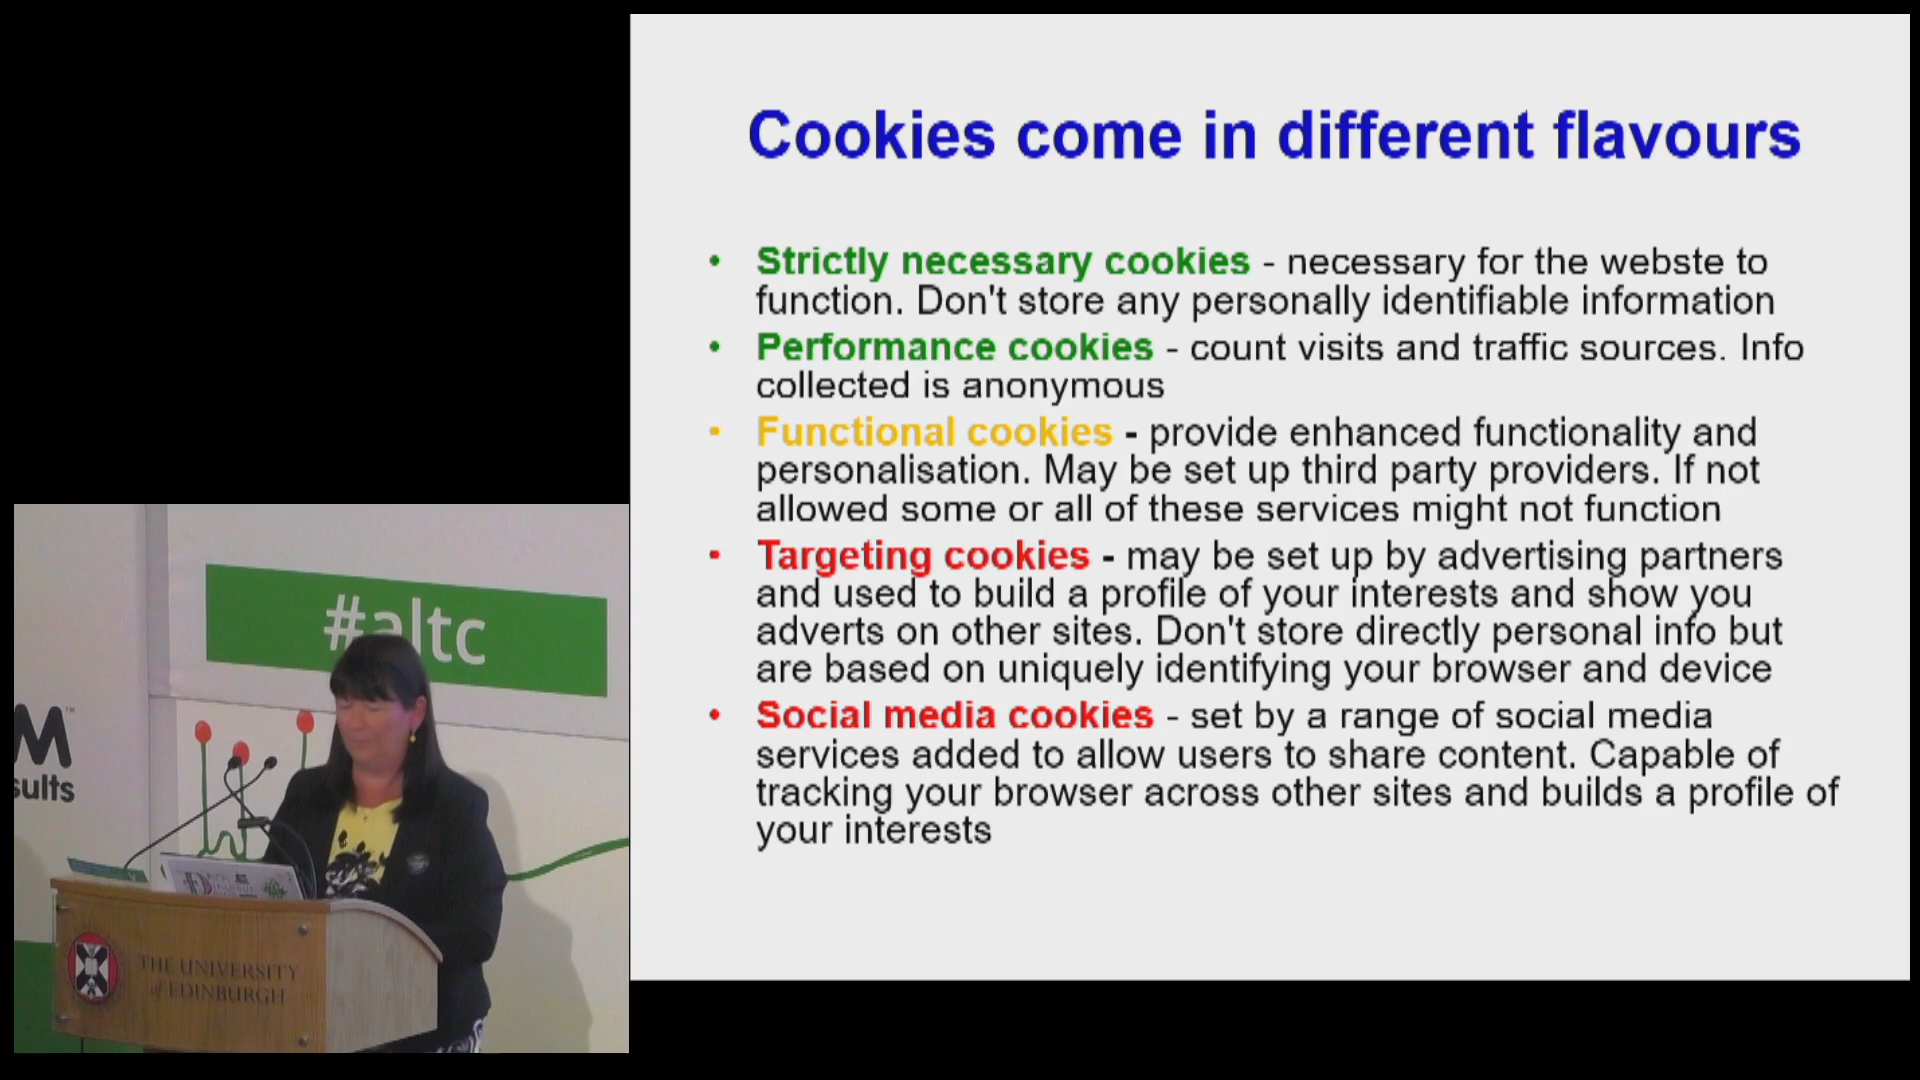 Cookies come in different flavours
• Strictly necessary cookies - necessary for the webste to
function. Don't store any personally identifiable information
• Performance cookies - count visits and traffic sources. Info
collected is anonymous
• Functional cookies - provide enhanced functionality and
personalisation. May be set up third party providers. If not
allowed some or all of these services might not function
• Targeting cookies - may be set up by advertising partners
and used to build a profile of your interests and show you
adverts on other sites. Don't store directly personal info but
are based on uniquely identifying your browser and device
• Social media cookies - set by a range of social media
services added to allow users to share content. Capable of
tracking your browser across other sites and builds a profile of
your interests
#altc
M™
sults
THE UNIVERSITY
of EDINBURGH